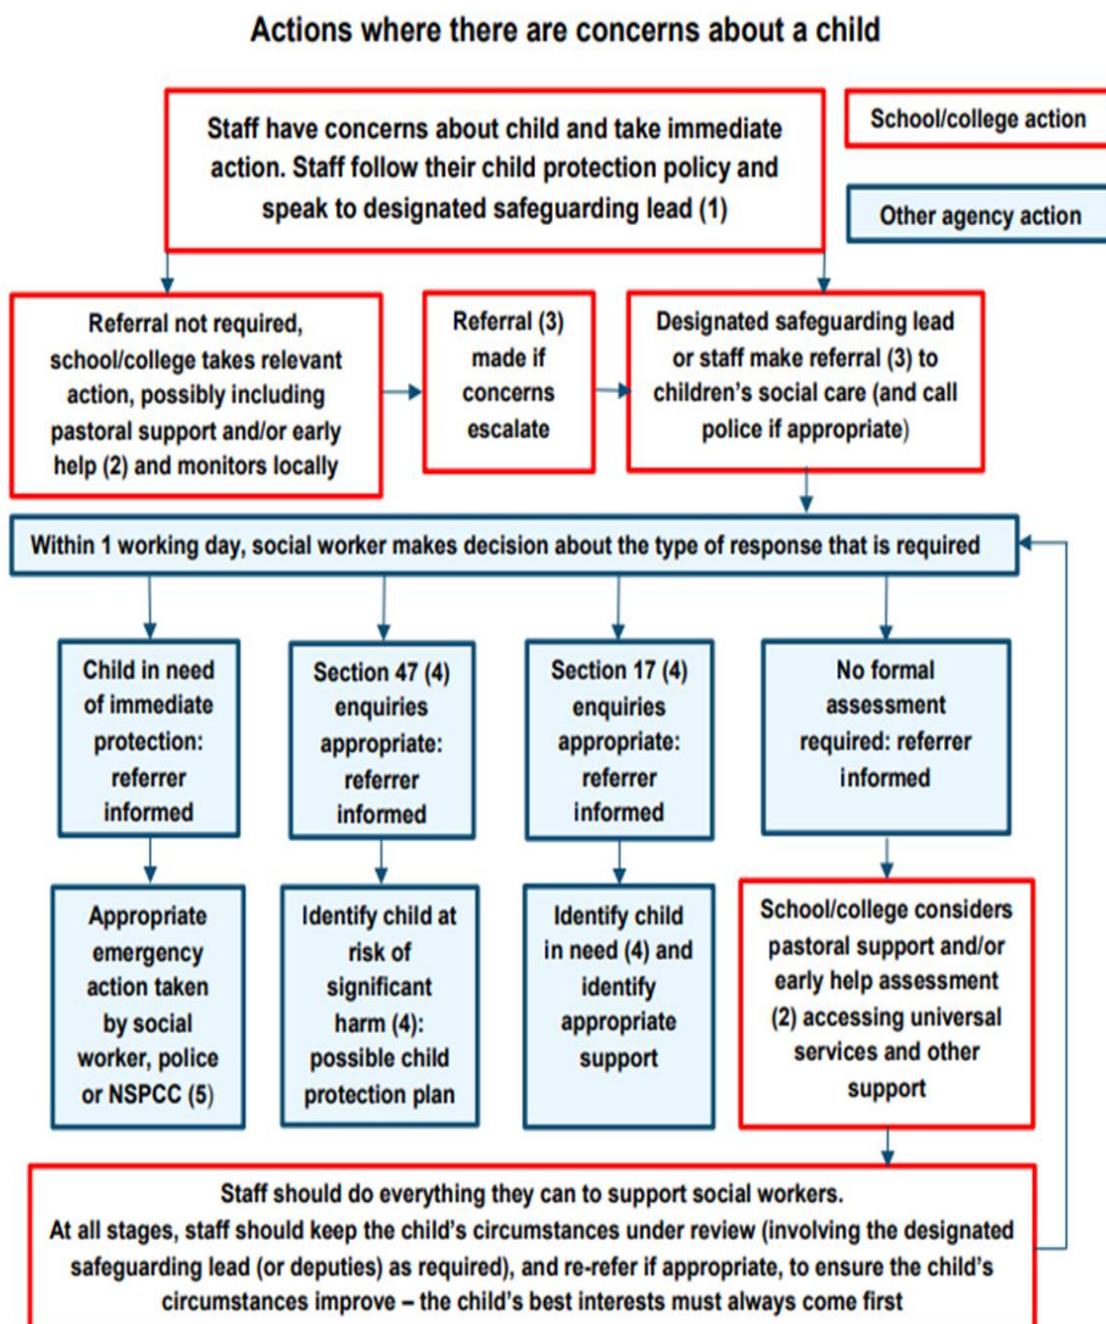 Actions where there are concerns about a child
Staff have concerns about child and take immediate
action. Staff follow their child protection policy and
speak to designated safeguarding lead (1)
School/college action
Other agency action
Referral not required,
school/college takes relevant
action, possibly including
pastoral support and/or early
help (2) and monitors locally
Referral (3)
made if
concerns
escalate
Designated safeguarding lead
or staff make referral (3) to
children’s social care (and call
police if appropriate)
Within 1 working day, social worker makes decision about the type of response that is required
Child in need
of immediate
protection:
referrer
informed
Section 47 (4)
enquiries
appropriate:
referrer
informed
Section 17 (4)
enquiries
appropriate:
referrer
informed
No formal
assessment
required: referrer
informed
Appropriate
emergency
action taken
by social
worker, police
or NSPCC (5)
Identify child at
risk of
significant
harm (4):
possible child
protection plan
Identify child
in need (4) and
identify
appropriate
support
School/college considers
pastoral support and/or
early help assessment
(2) accessing universal
services and other
support
Staff should do everything they can to support social workers.
At all stages, staff should keep the child’s circumstances under review (involving the designated
safeguarding lead (or deputies) as required), and re-refer if appropriate, to ensure the child’s
circumstances improve – the child’s best interests must always come first